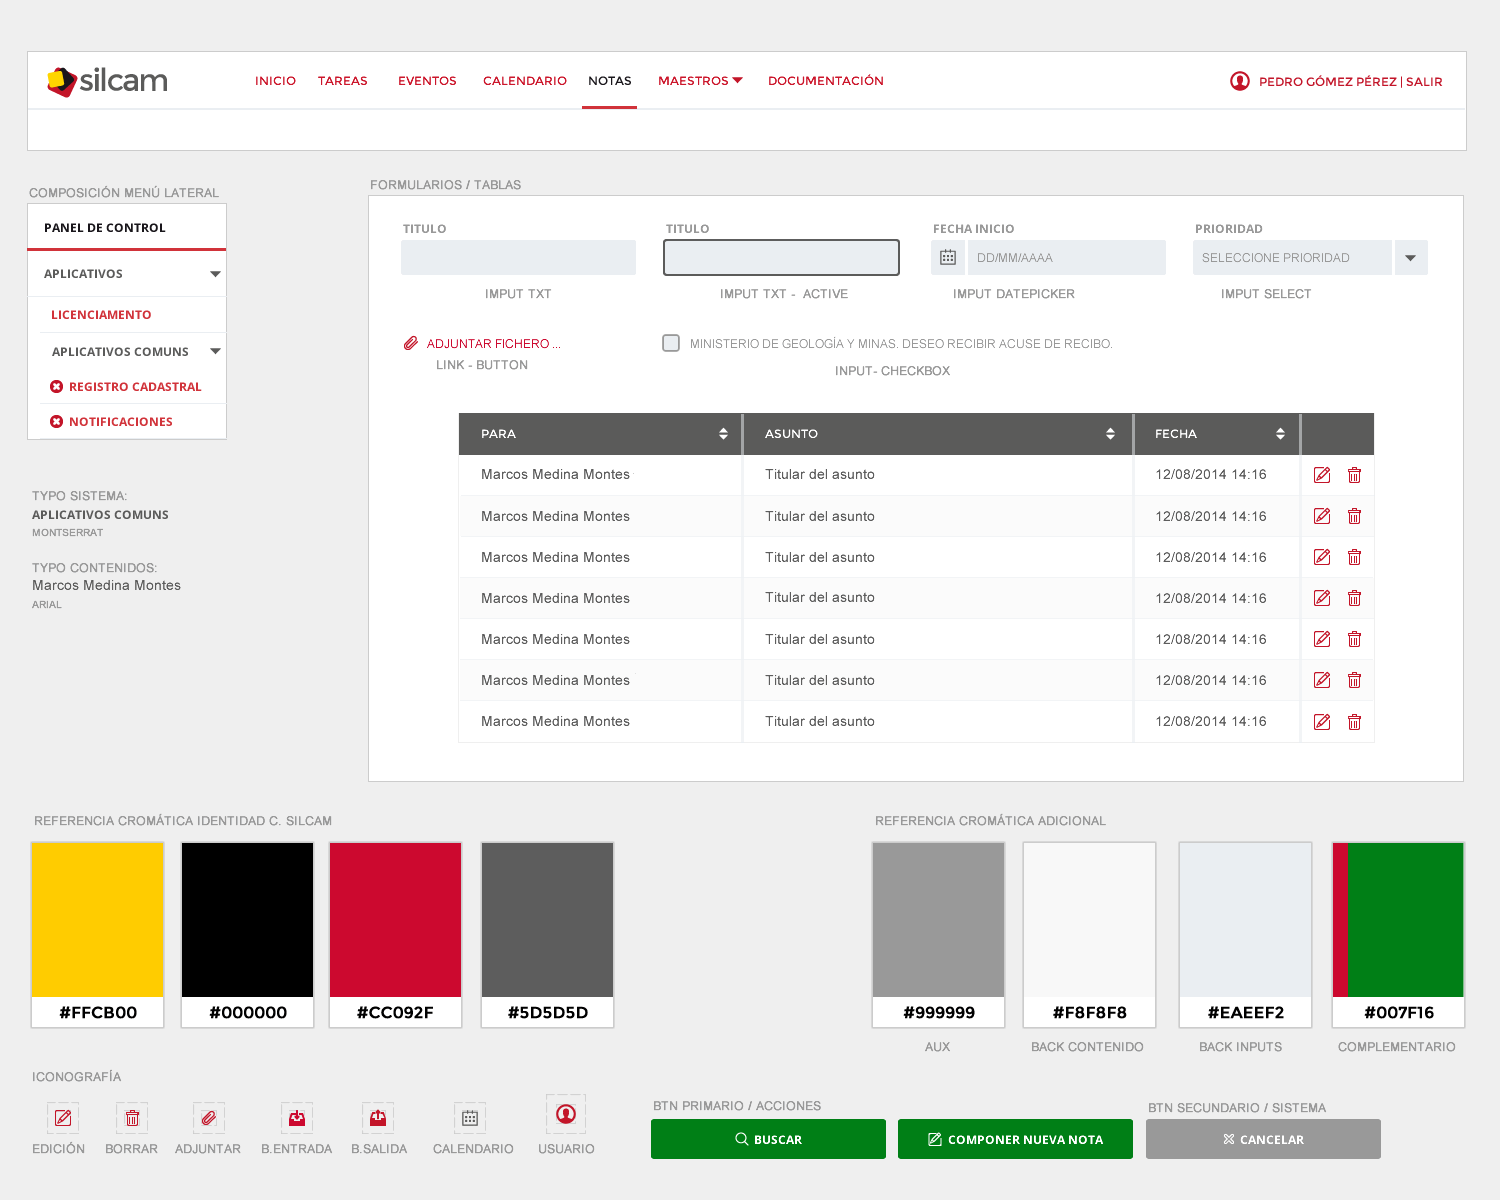 silcam
INICIO TAREAS EVENTOS CALENDARIO NOTAS MAESTROS DOCUMENTACIÓN
PEDRO GÓMEZ PÉREZ | SALIR
COMPOSICIÓN MENÚ LATERAL
PANEL DE CONTROL
APLICATIVOS
LICENCIAMENTO
APLICATIVOS COMUNS
REGISTRO CADASTRAL
NOTIFICACIONES
TYPO SISTEMA:
APLICATIVOS COMUNS
MONTSERRAT
TYPO CONTENIDOS:
Marcos Medina Montes
ARIAL
FORMULARIOS / TABLAS
TITULO TITULO FECHA INICIO PRIORIDAD
DD/MM/AAAA SELECCIONE PRIORIDAD
IMPUT TXT IMPUT TXT - ACTIVE IMPUT DATEPICKER IMPUT SELECT
ADJUNTAR FICHERO ... MINISTERIO DE GEOLOGÍA Y MINAS. DESEO RECIBIR ACUSE DE RECIBO.
LINK - BUTTON INPUT- CHECKBOX
PARA ASUNTO FECHA
Marcos Medina Montes Titular del asunto 12/08/2014 14:16
Marcos Medina Montes Titular del asunto 12/08/2014 14:16
Marcos Medina Montes Titular del asunto 12/08/2014 14:16
Marcos Medina Montes Titular del asunto 12/08/2014 14:16
Marcos Medina Montes Titular del asunto 12/08/2014 14:16
Marcos Medina Montes Titular del asunto 12/08/2014 14:16
Marcos Medina Montes Titular del asunto 12/08/2014 14:16
REFERENCIA CROMÁTICA IDENTIDAD C. SILCAM
#FFCB00 #000000 #CC092F #5D5D5D
REFERENCIA CROMÁTICA ADICIONAL
#999999 #F8F8F8 #EAEEF2 #007F16
AUX BACK CONTENIDO BACK INPUTS COMPLEMENTARIO
ICONOGRAFÍA
EDICIÓN BORRAR ADJUNTAR B.ENTRADA B.SALIDA CALENDARIO USUARIO
BTN PRIMARIO / ACCIONES
BUSCAR COMPONER NUEVA NOTA
BTN SECUNDARIO / SISTEMA
CANCELAR